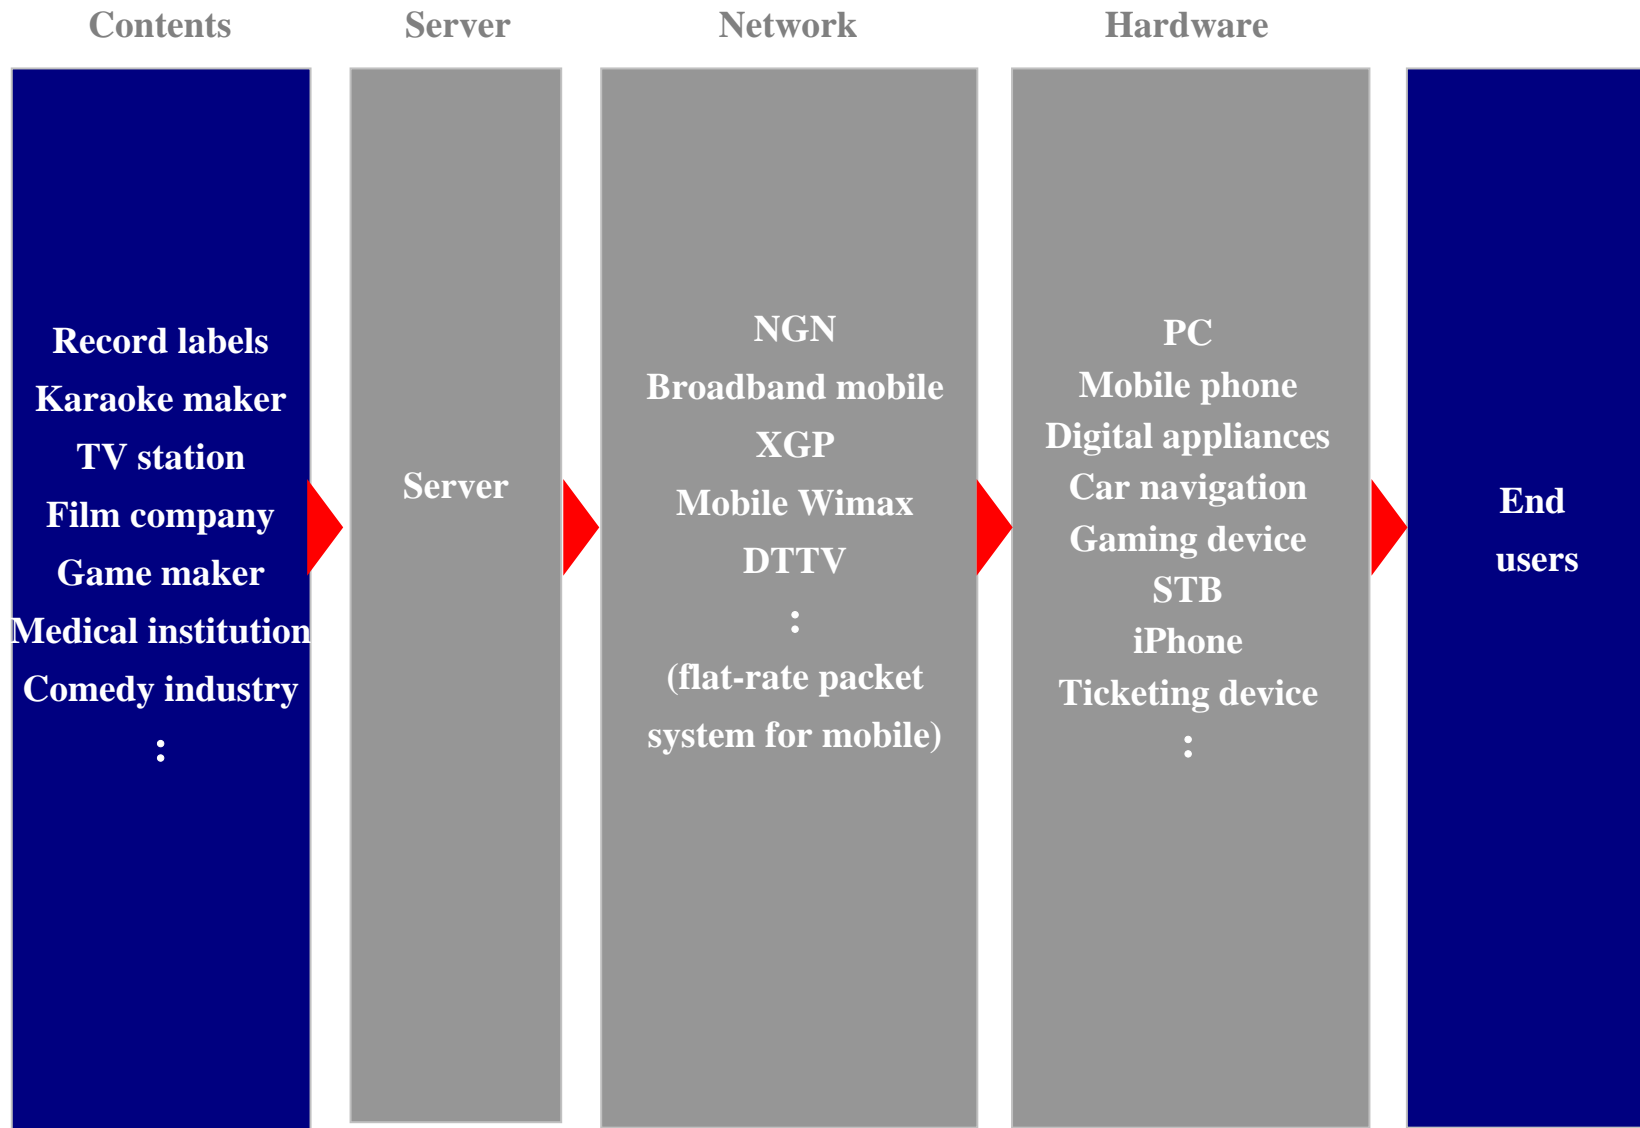 Contents
Server
Network
Hardware
Record labels
Karaoke maker
TV station
Film company
Game maker
Medical institution
Comedy industry
:
Server
NGN
Broadband mobile
XGP
Mobile Wimax
DTTV
:
(flat-rate packet
system for mobile)
PC
Mobile phone
Digital appliances
Car navigation
Gaming device
STB
iPhone
Ticketing device
:
End
users